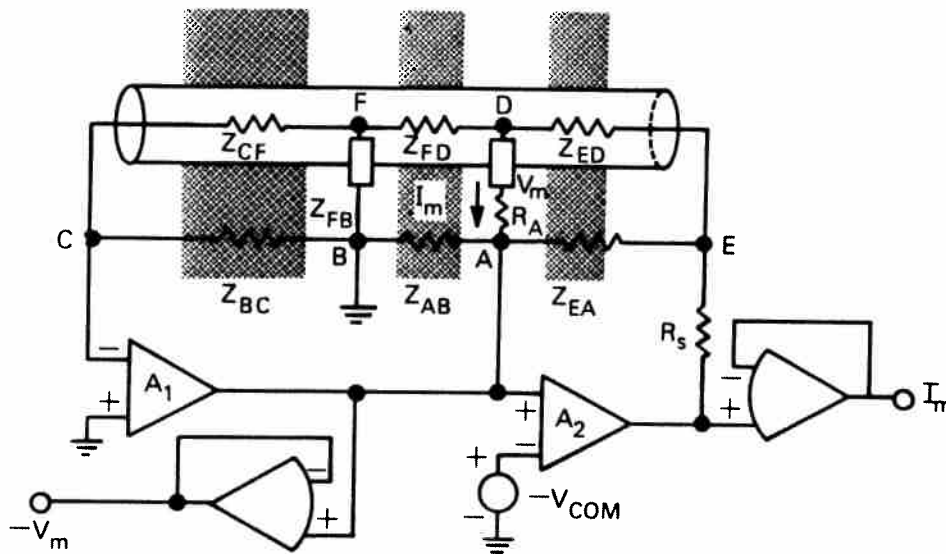 F
D
Z_CF
Z_FD
Z_ED
V_m
I_m
Z_FB
R_A
C
B
A
E
Z_BC
Z_AB
Z_EA
R_s
−
A_1
+
+
A_2
−
−
+
I_m
+
−
−V_COM
−
+
−V_m